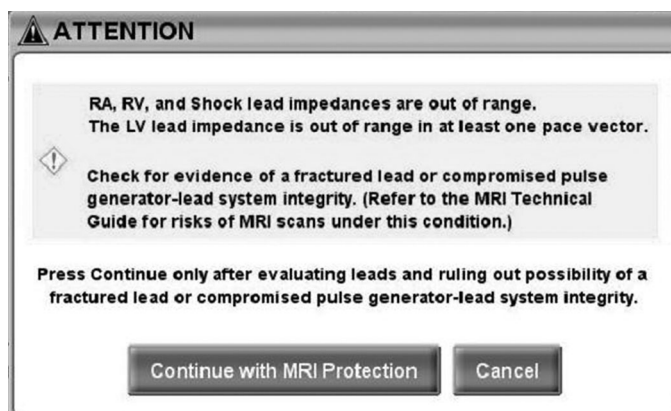 ATTENTION
RA, RV, and Shock lead impedances are out of range.
The LV lead impedance is out of range in at least one pace vector.
Check for evidence of a fractured lead or compromised pulse
generator-lead system integrity. (Refer to the MRI Technical
Guide for risks of MRI scans under this condition.)
Press Continue only after evaluating leads and ruling out possibility of a
fractured lead or compromised pulse generator-lead system integrity.
Continue with MRI Protection
Cancel